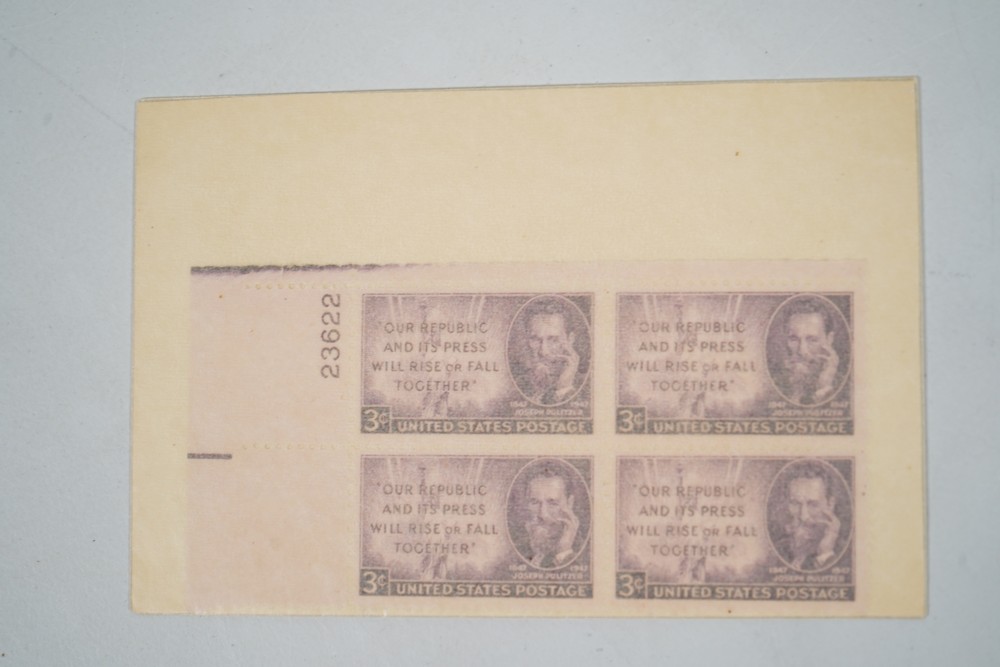 23622
"OUR REPUBLIC
AND ITS PRESS
WILL RISE OR FALL
TOGETHER"
1847 1947
JOSEPH PULITZER
3¢ UNITED STATES POSTAGE
"OUR REPUBLIC
AND ITS PRESS
WILL RISE OR FALL
TOGETHER"
1847 1947
JOSEPH PULITZER
3¢ UNITED STATES POSTAGE
"OUR REPUBLIC
AND ITS PRESS
WILL RISE OR FALL
TOGETHER"
1847 1947
JOSEPH PULITZER
3¢ UNITED STATES POSTAGE
"OUR REPUBLIC
AND ITS PRESS
WILL RISE OR FALL
TOGETHER"
1847 1947
JOSEPH PULITZER
3¢ UNITED STATES POSTAGE